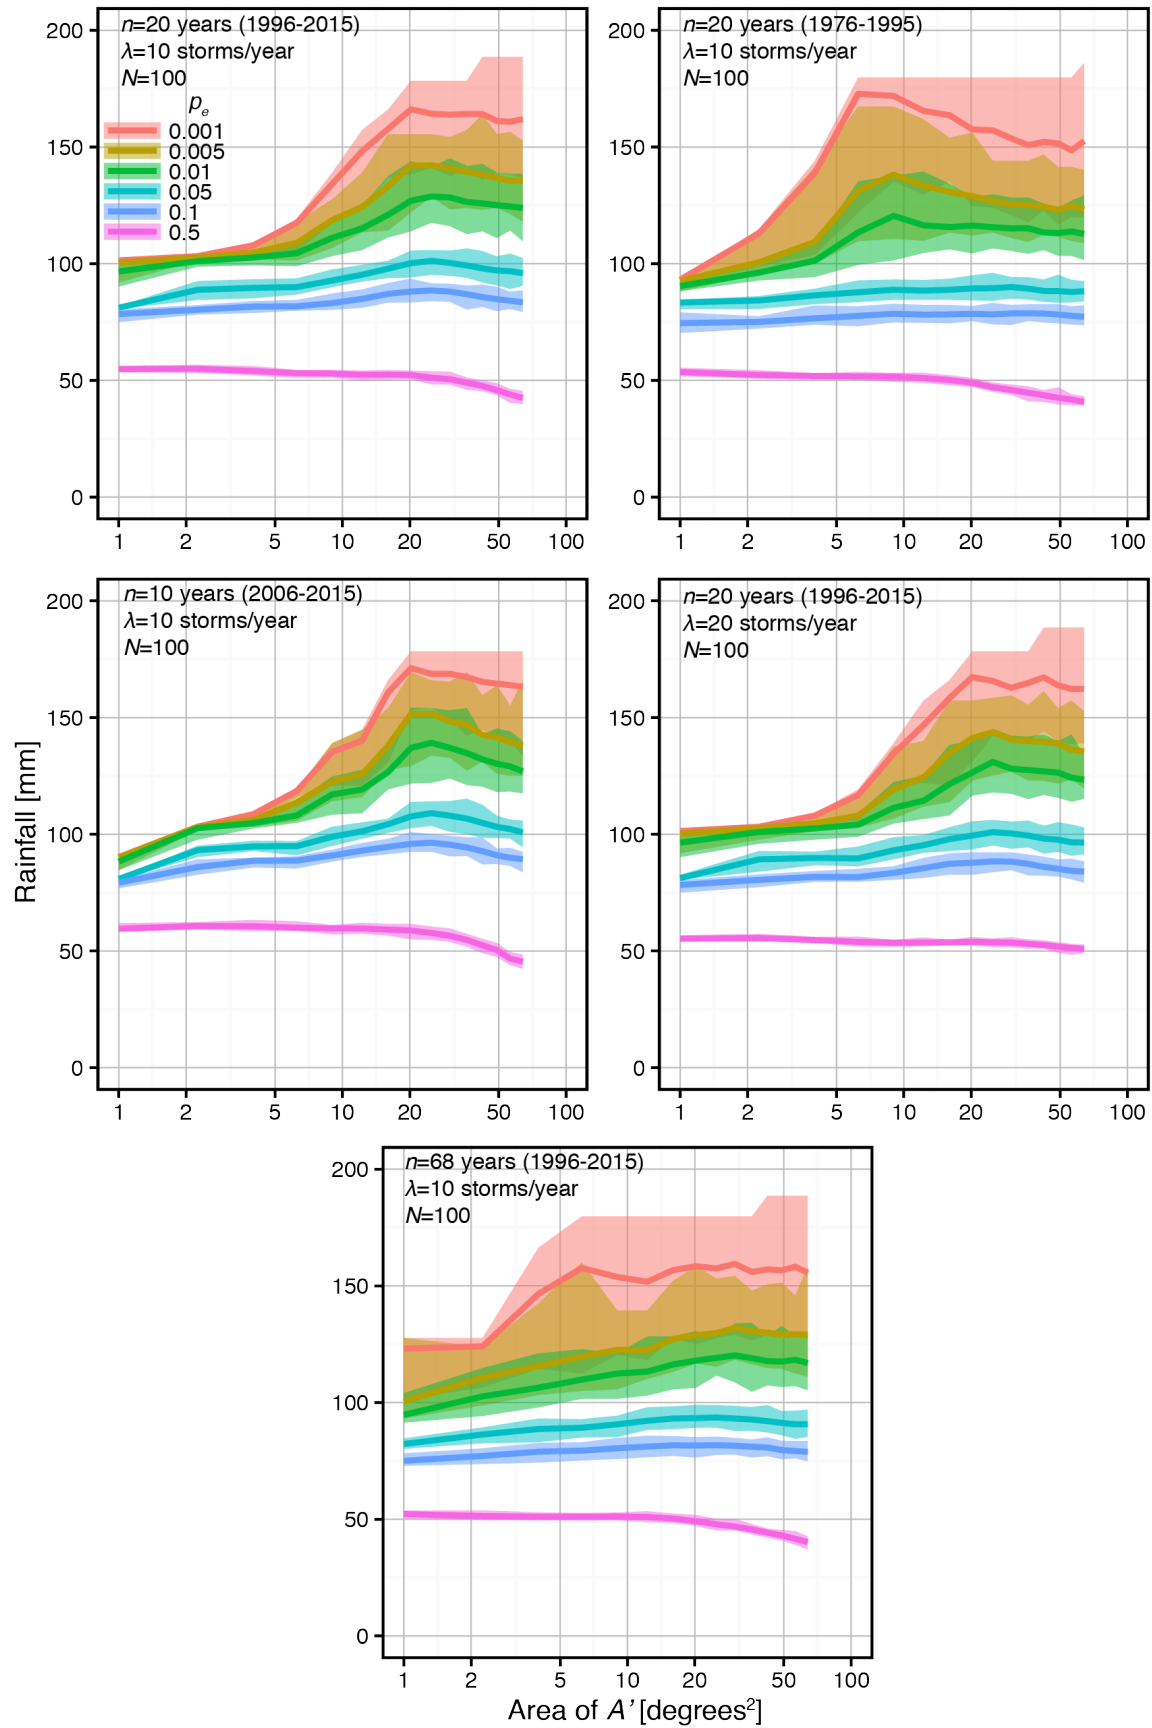 n=20 years (1996-2015)
λ=10 storms/year
N=100
pe
0.001
0.005
0.01
0.05
0.1
0.5
200
150
100
50
0
1 2 5 10 20 50 100
n=20 years (1976-1995)
λ=10 storms/year
N=100
200
150
100
50
0
1 2 5 10 20 50 100
Rainfall [mm]
n=10 years (2006-2015)
λ=10 storms/year
N=100
200
150
100
50
0
1 2 5 10 20 50 100
n=20 years (1996-2015)
λ=20 storms/year
N=100
200
150
100
50
0
1 2 5 10 20 50 100
n=68 years (1996-2015)
λ=10 storms/year
N=100
200
150
100
50
0
1 2 5 10 20 50 100
Area of A’ [degrees²]